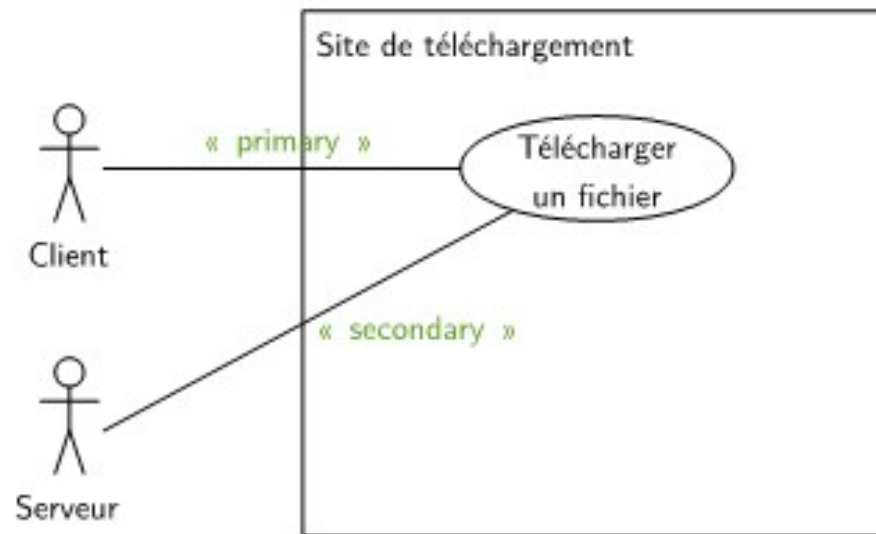 Site de téléchargement
« primary »
Télécharger
un fichier
Client
« secondary »
Serveur